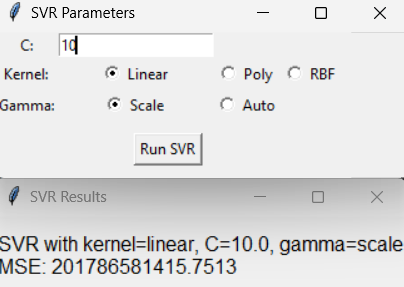 SVR Parameters
C: 10
Kernel: Linear Poly RBF
Gamma: Scale Auto
Run SVR
SVR Results
SVR with kernel=linear, C=10.0, gamma=scale
MSE: 201786581415.7513